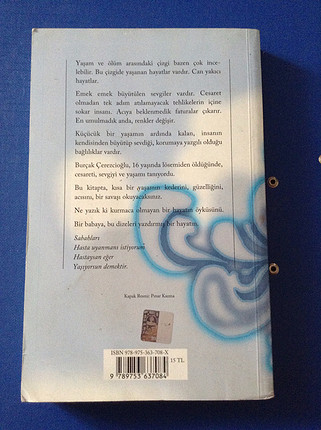 Yaşam ve ölüm arasındaki çizgi bazen çok ince-
lebilir. Bu çizgide yaşanan hayatlar vardır. Can yakıcı
hayatlar.
Emek emek büyütülen sevgiler vardır. Cesaret
olmadan tek adım atılamayacak tehlikelerin içine
sokar insanı. Acıya beklenmedik faturalar çıkarır.
En umulmadık anda, renkler değişir.
Küçücük bir yaşamın ardında kalan, insanın
kendisinden büyütüp sevdiği, korumaya yazgılı olduğu
bağlılıklar vardır.
Burçak Çerezcioğlu, 16 yaşında lösemiden öldüğünde,
cesareti, sevgiyi ve yaşamı tanıyordu.
Bu kitapta, kısa bir yaşamın kederini, güzelliğini,
acısını, bir savaşı okuyacaksınız.
Ne yazık ki kurmaca olmayan bir hayatın öyküsünü.
Bir babaya, bu dizeleri yazdırmış bir hayatın.
Sabahları
Hasta uyanmanı istiyorum
Hastaysan eğer
Yaşıyorsun demektir.
Kapak Resmi: Pınar Kazma
ISBN 978-975-363-708-X
15 TL
9 789753 637084